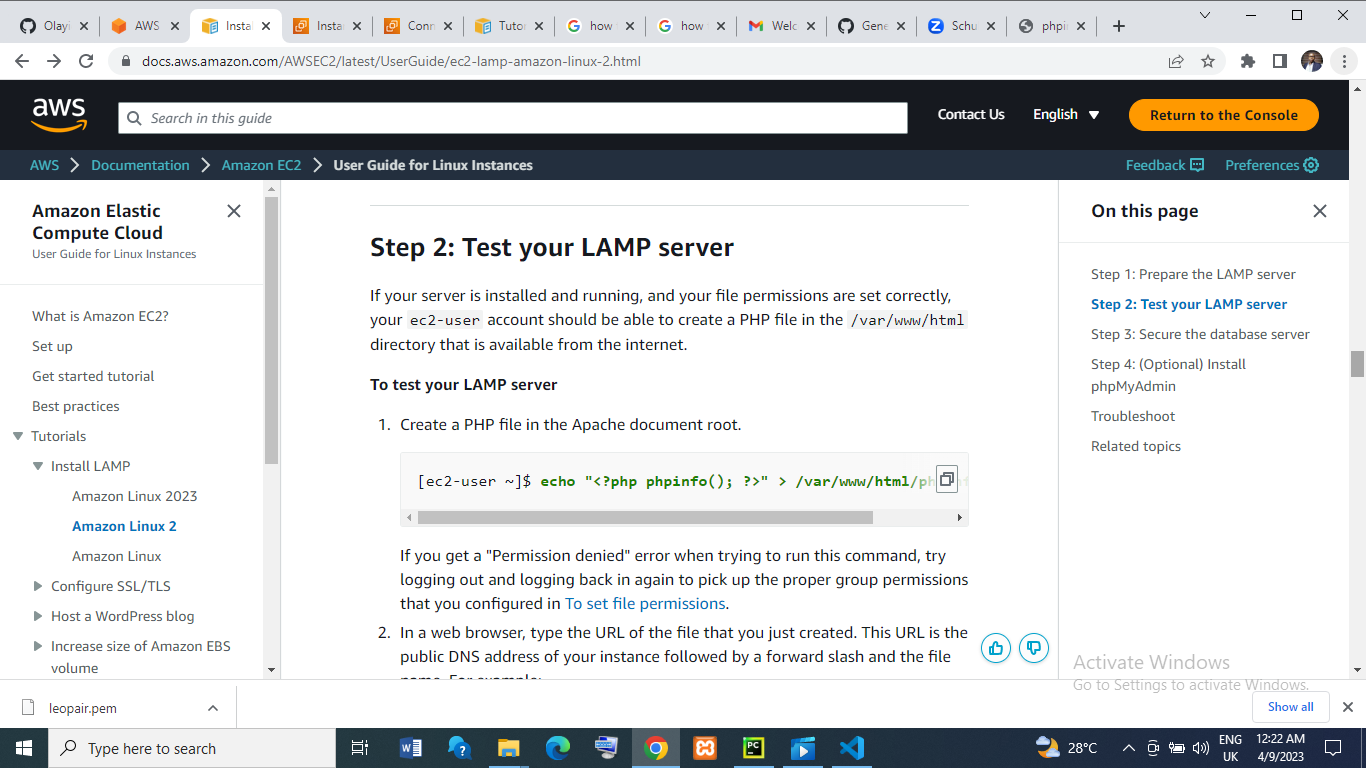 Olayi
AWS
Instal
Instan
Conn
Tutor
how
how
Welc
Gene
Schu
phpin
docs.aws.amazon.com/AWSEC2/latest/UserGuide/ec2-lamp-amazon-linux-2.html
aws
Search in this guide
Contact Us
English
Return to the Console
AWS
Documentation
Amazon EC2
User Guide for Linux Instances
Feedback
Preferences
Amazon Elastic
Compute Cloud
User Guide for Linux Instances
What is Amazon EC2?
Set up
Get started tutorial
Best practices
Tutorials
Install LAMP
Amazon Linux 2023
Amazon Linux 2
Amazon Linux
Configure SSL/TLS
Host a WordPress blog
Increase size of Amazon EBS
volume
Step 2: Test your LAMP server
If your server is installed and running, and your file permissions are set correctly,
your ec2-user account should be able to create a PHP file in the /var/www/html
directory that is available from the internet.
To test your LAMP server
1. Create a PHP file in the Apache document root.
[ec2-user ~]$ echo "<?php phpinfo(); ?>" > /var/www/html/ph
If you get a "Permission denied" error when trying to run this command, try
logging out and logging back in again to pick up the proper group permissions
that you configured in To set file permissions.
2. In a web browser, type the URL of the file that you just created. This URL is the
public DNS address of your instance followed by a forward slash and the file
name. For example:
On this page
Step 1: Prepare the LAMP server
Step 2: Test your LAMP server
Step 3: Secure the database server
Step 4: (Optional) Install
phpMyAdmin
Troubleshoot
Related topics
Activate Windows
Go to Settings to activate Windows.
leopair.pem
Show all
Type here to search
28°C
ENG
UK
12:22 AM
4/9/2023